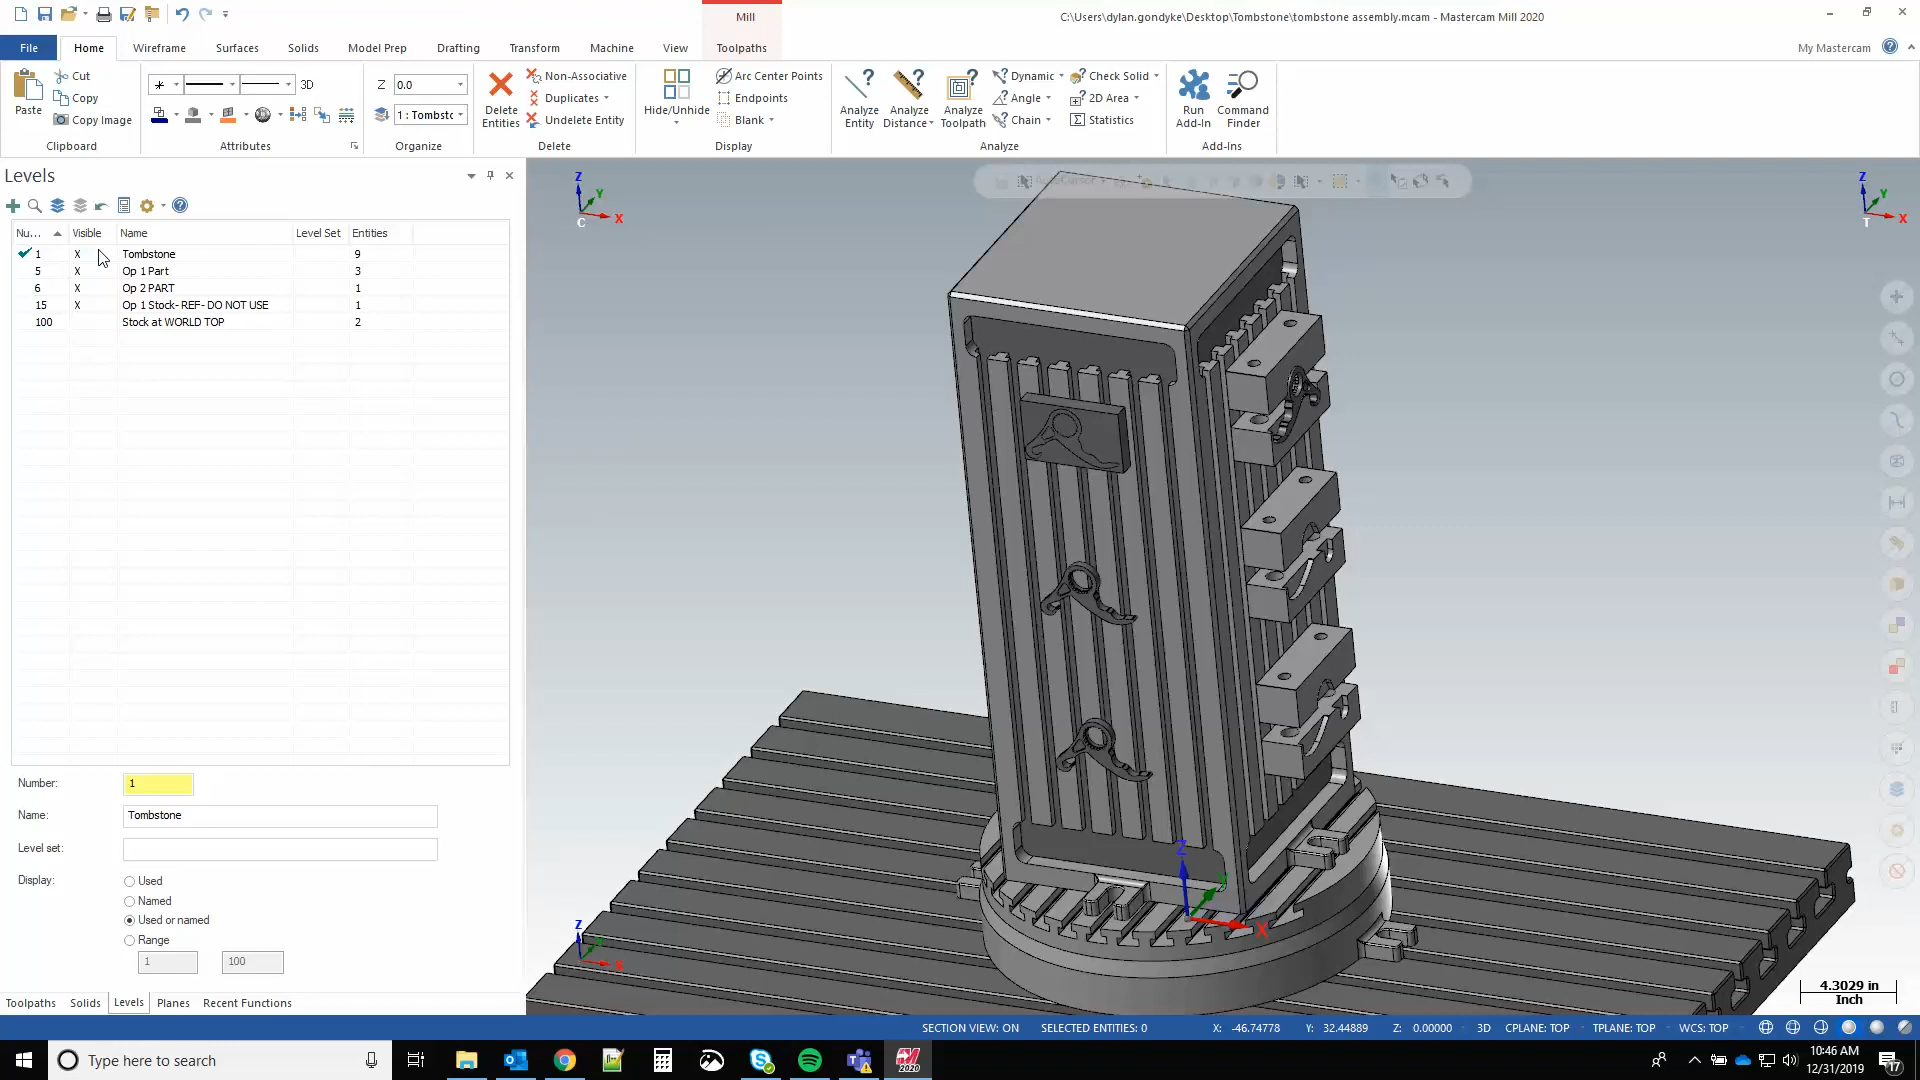 Mill
C:\Users\dylan.gondyke\Desktop\Tombstone\tombstone assembly.mcam - Mastercam Mill 2020
File Home Wireframe Surfaces Solids Model Prep Drafting Transform Machine View Toolpaths My Mastercam
Paste
Cut
Copy
Copy Image
Clipboard
3D
Attributes
Z 0.0
1 : Tombstc
Organize
Delete Entities
Non-Associative
Duplicates
Undelete Entity
Delete
Hide/Unhide
Arc Center Points
Endpoints
Blank
Display
Analyze Entity
Analyze Distance
Analyze Toolpath
Dynamic
Angle
Chain
Check Solid
2D Area
Statistics
Analyze
Run Add-In
Command Finder
Add-Ins
Levels
Nu... Visible Name Level Set Entities
1 X Tombstone 9
5 X Op 1 Part 3
6 X Op 2 PART 1
15 X Op 1 Stock- REF- DO NOT USE 1
100 Stock at WORLD TOP 2
Number: 1
Name: Tombstone
Level set:
Display: Used
Named
Used or named
Range
1 100
Toolpaths Solids Levels Planes Recent Functions
AutoCursor
Z Y X C
Z Y X T
Z Y X
Z X
4.3029 in
Inch
SECTION VIEW: ON SELECTED ENTITIES: 0 X: -46.74778 Y: 32.44889 Z: 0.00000 3D CPLANE: TOP TPLANE: TOP WCS: TOP
Type here to search
2020
10:46 AM
12/31/2019
17